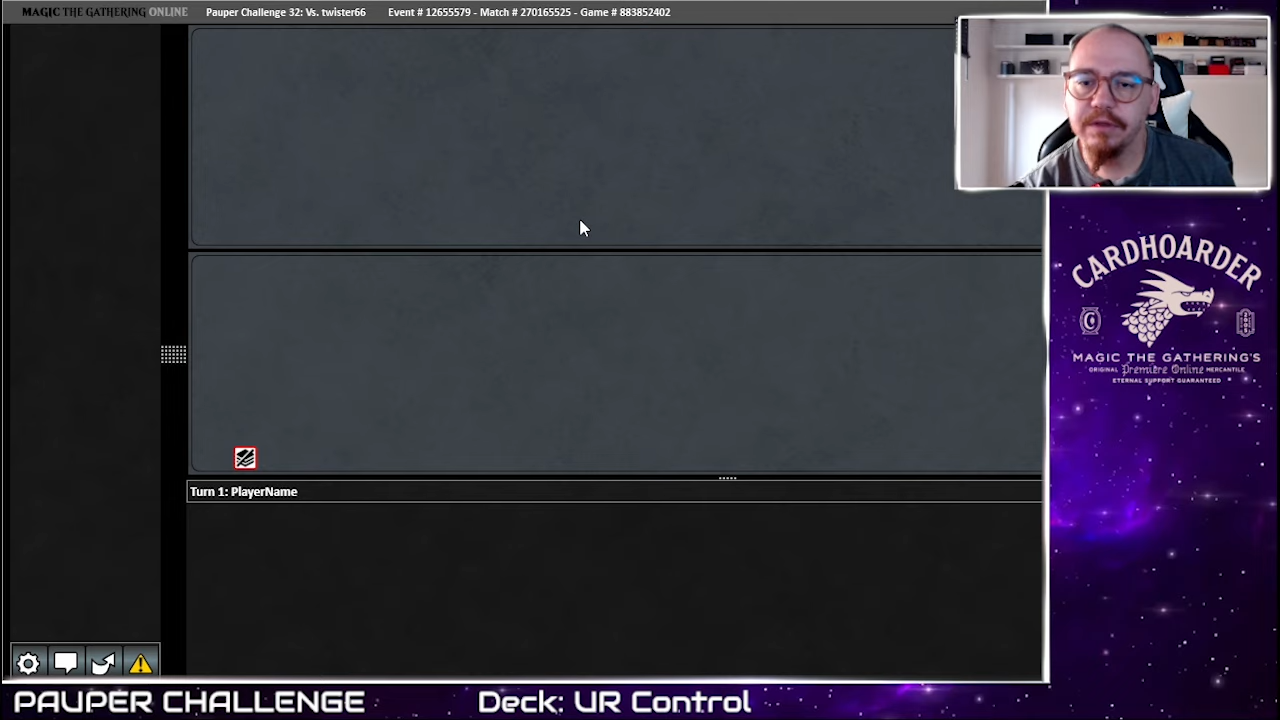 MAGIC THE GATHERING ONLINE
Pauper Challenge 32: Vs. twister66
Event # 12655579 - Match # 270165525 - Game # 883852402
CARDHOARDER
MAGIC THE GATHERING'S
ORIGINAL Premiere Online MERCANTILE
ETERNAL SUPPORT GUARANTEED
Turn 1: PlayerName
PAUPER CHALLENGE
Deck: UR Control